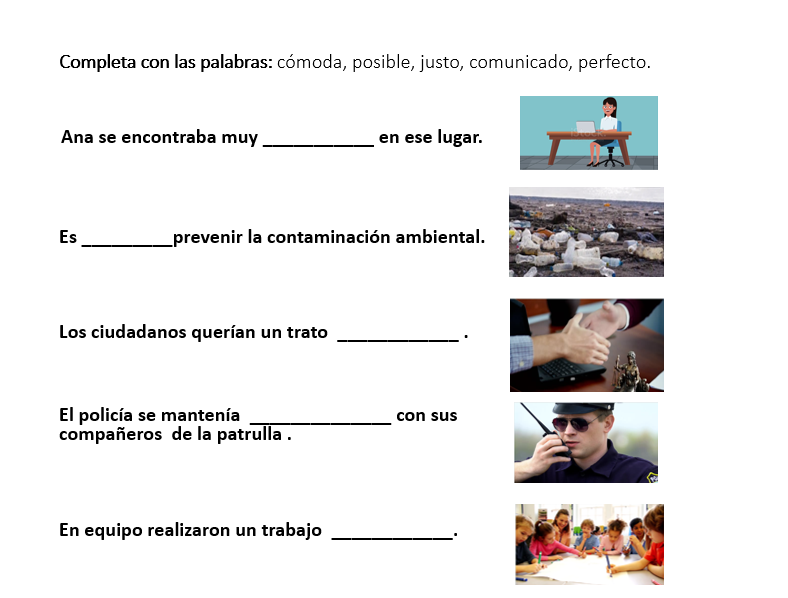 Completa con las palabras: cómoda, posible, justo, comunicado, perfecto.
Ana se encontraba muy ___________ en ese lugar.
Es _________prevenir la contaminación ambiental.
Los ciudadanos querían un trato ____________ .
El policía se mantenía ______________ con sus
compañeros de la patrulla .
En equipo realizaron un trabajo ____________.